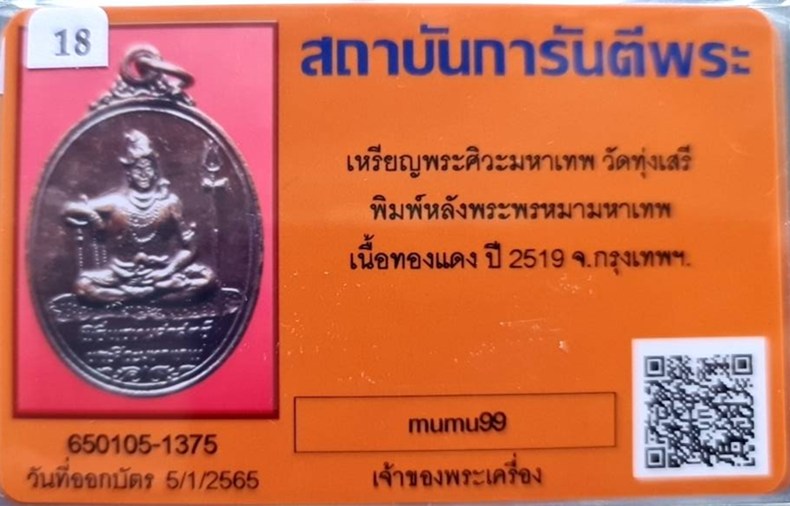 18
สถาบันการันตีพระ
เหรียญพระศิวะมหาเทพ วัดทุ่งเสรี
พิมพ์หลังพระพรหมามหาเทพ
เนื้อทองแดง ปี 2519 จ.กรุงเทพฯ.
mumu99
เจ้าของพระเครื่อง
650105-1375
วันที่ออกบัตร 5/1/2565